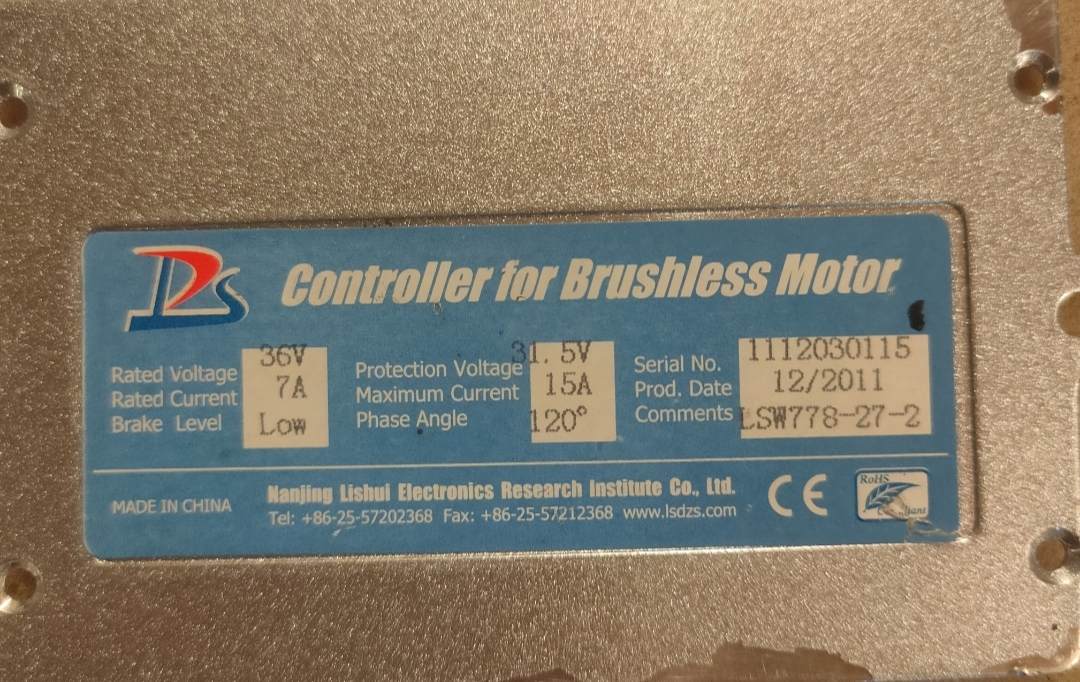 Controller for Brushless Motor
Rated Voltage 36V
Rated Current 7A
Brake Level Low
Protection Voltage 31.5V
Maximum Current 15A
Phase Angle 120°
Serial No. 1112030115
Prod. Date 12/2011
Comments LSW778-27-2
MADE IN CHINA
Nanjing Lishui Electronics Research Institute Co., Ltd.
Tel: +86-25-57202368 Fax: +86-25-57212368 www.lsdzs.com
CE
RoHS